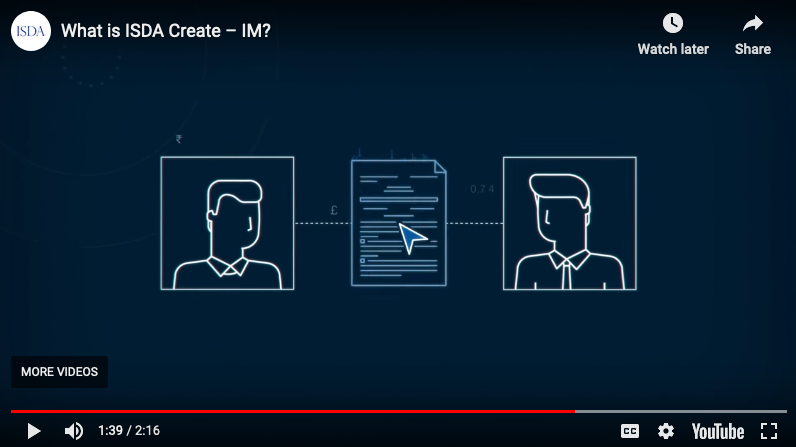 ISDA
What is ISDA Create – IM?
Watch later
Share
₹
0.7 4
£
MORE VIDEOS
1:39 / 2:16
CC
YouTube